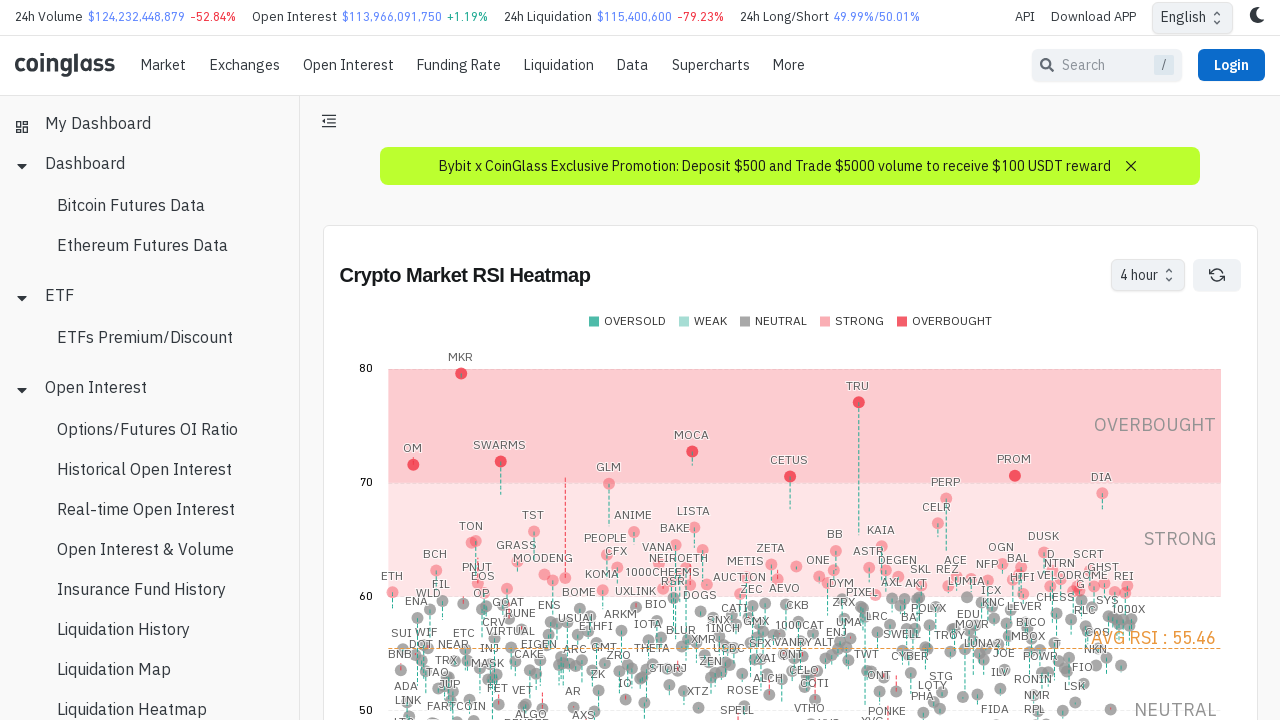 24h Volume $124,232,448,879 -52.84% Open Interest $113,966,091,750 +1.19% 24h Liquidation $115,400,600 -79.23% 24h Long/Short 49.99%/50.01% API Download APP English
coinglass Market Exchanges Open Interest Funding Rate Liquidation Data Supercharts More Search / Login
My Dashboard
Dashboard
Bitcoin Futures Data
Ethereum Futures Data
ETF
ETFs Premium/Discount
Open Interest
Options/Futures OI Ratio
Historical Open Interest
Real-time Open Interest
Open Interest & Volume
Insurance Fund History
Liquidation History
Liquidation Map
Liquidation Heatmap
Bybit x CoinGlass Exclusive Promotion: Deposit $500 and Trade $5000 volume to receive $100 USDT reward
Crypto Market RSI Heatmap
4 hour
OVERSOLD WEAK NEUTRAL STRONG OVERBOUGHT
80
MKR
TRU
OVERBOUGHT
MOCA
OM SWARMS
CETUS PROM
GLM
70
DIA
PERP
CELR
LISTA
TST ANIME
TON BAKE
KAIA
BB
DUSK
PEOPLE
STRONG
GRASS
VANA
ZETA
OGN
BCH
MOODENG
CFX
NEIROETH
METIS
ONE
ASTR
DEGEN
ACE
NFP
BAL
SCRT
NTRN
GHST
ETH
PNUT
EOS
KOMA
1000CHEEMS
AUCTION
SKL
REZ
HIFI
VELODROME
REI
FIL
RSR
DYM
AXL
AKT
LUMIA
60
WLD
OP
BOME
UXLINK
DOGS
ZEC
AEVO
PIXEL
ICX
CHESS
ENA
GOAT
ENS
BIO
CATI
CKB
ZRX
POLYX
KNC
LEVER
RLC
SYS
1000X
RUNE
USUAL
ARKM
IOTA
SNX
GMX
UMA
LRC
BAT
EDU
MOVR
BICO
CRV
ETHFI
BLUR
1INCH
1000CAT
ENJ
SWELL
TROY
MBOX
SUI
WIF
ETC
VIRTUAL
XMR
AVG RSI : 55.46
DOT
NEAR
INJ
EIGEN
ARC
GMT
THETA
USDC
SPX
VANRY
ALT
LUNA2
NKN
BNB
TRX
MASK
CAKE
ZRO
ZEN
XAI
QNT
TWT
CYBER
JOE
POWR
FIO
TAO
ZK
STORJ
CELO
ONT
STG
ILV
RONIN
JUP
FET
VET
AR
IO
XTZ
ROSE
ALCH
COTI
LQTY
LSK
ADA
LINK
FARTCOIN
PHA
NMR
50
ALGO
AXS
SPELL
VTHO
PONKE
FIDA
RPL
NEUTRAL